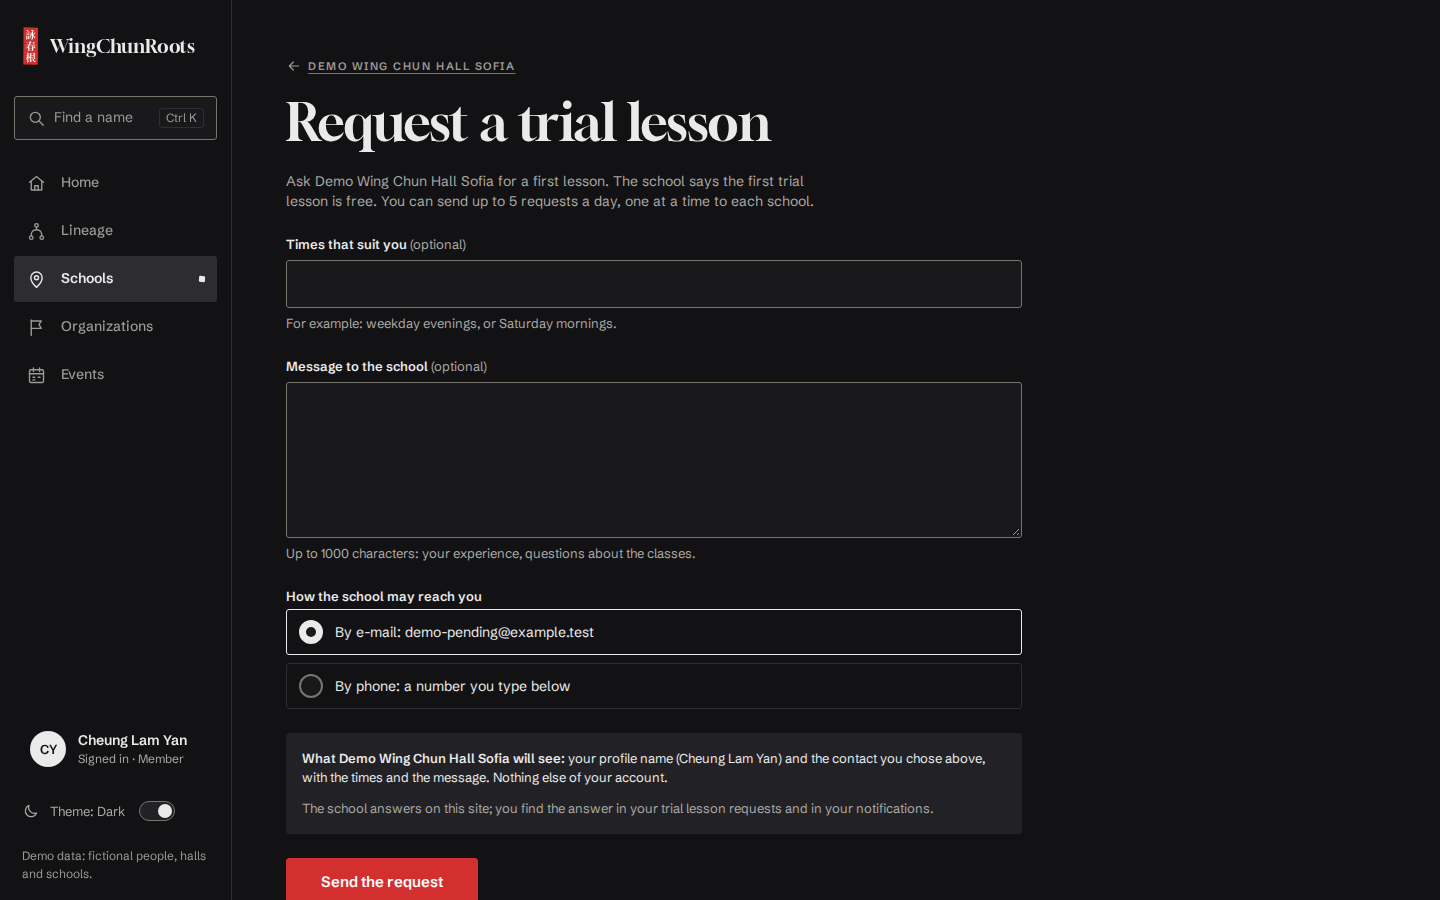 詠春根
WingChunRoots
Find a name
Ctrl K
Home
Lineage
Schools
Organizations
Events
CY
Cheung Lam Yan
Signed in · Member
Theme: Dark
Demo data: fictional people, halls
and schools.
DEMO WING CHUN HALL SOFIA
Request a trial lesson
Ask Demo Wing Chun Hall Sofia for a first lesson. The school says the first trial
lesson is free. You can send up to 5 requests a day, one at a time to each school.
Times that suit you (optional)
For example: weekday evenings, or Saturday mornings.
Message to the school (optional)
Up to 1000 characters: your experience, questions about the classes.
How the school may reach you
By e-mail: demo-pending@example.test
By phone: a number you type below
What Demo Wing Chun Hall Sofia will see: your profile name (Cheung Lam Yan) and the contact you chose above,
with the times and the message. Nothing else of your account.
The school answers on this site; you find the answer in your trial lesson requests and in your notifications.
Send the request